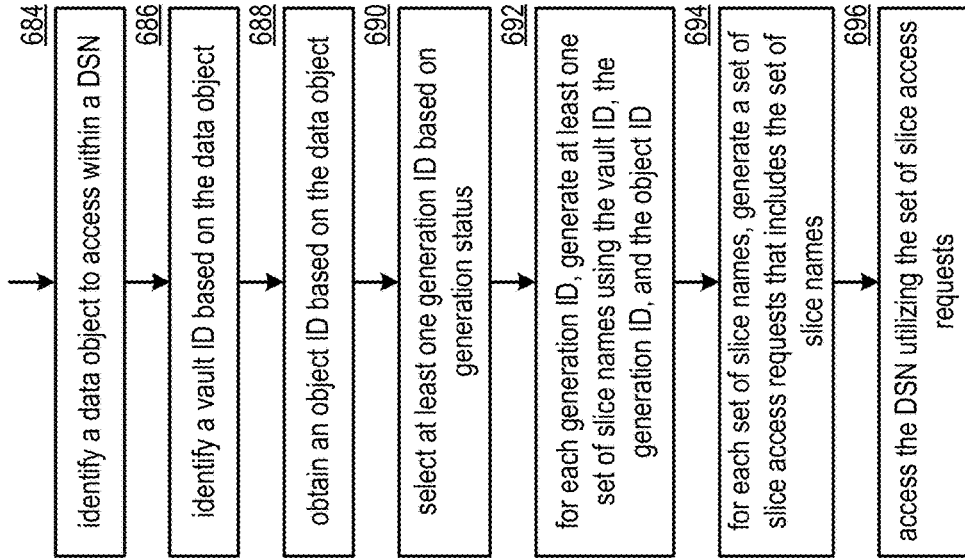 684
identify a data object to access within a DSN
686
identify a vault ID based on the data object
688
obtain an object ID based on the data object
690
select at least one generation ID based on
generation status
692
for each generation ID, generate at least one
set of slice names using the vault ID, the
generation ID, and the object ID
694
for each set of slice names, generate a set of
slice access requests that includes the set of
slice names
696
access the DSN utilizing the set of slice access
requests